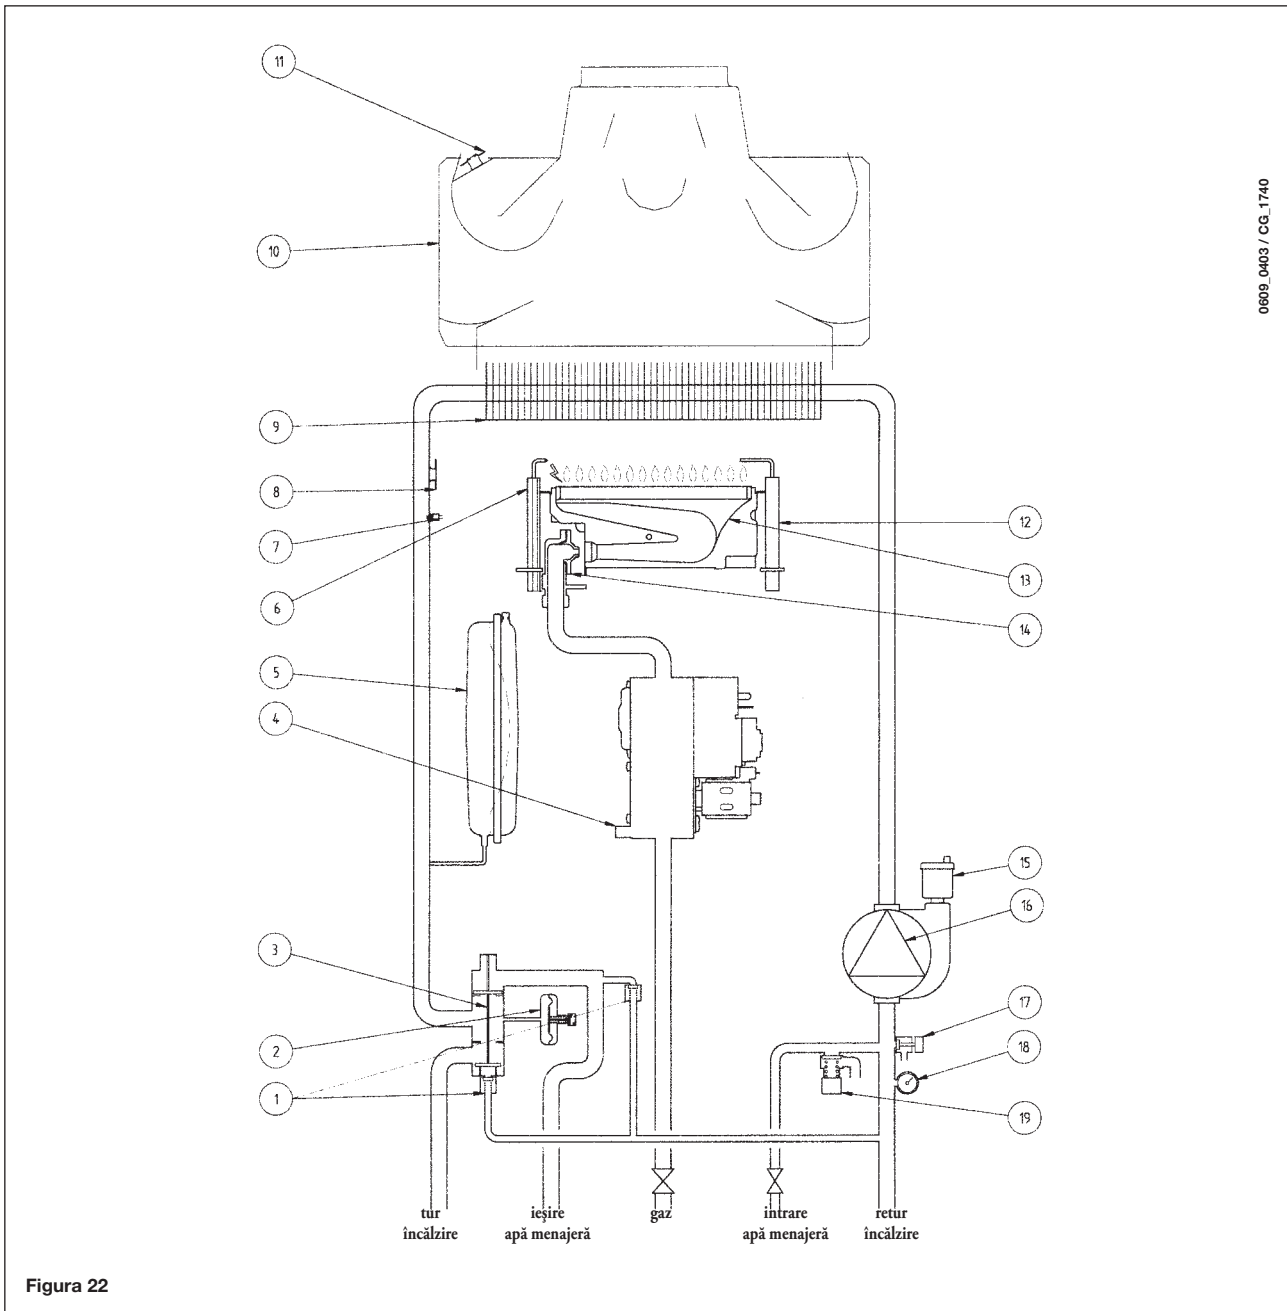 11
0609_0403 / CG_1740
10
9
8
7
12
6
13
14
5
4
15
16
3
17
2
18
1
19
tur
încălzire
ieşire
apă menajeră
gaz
intrare
apă menajeră
retur
încălzire
Figura 22